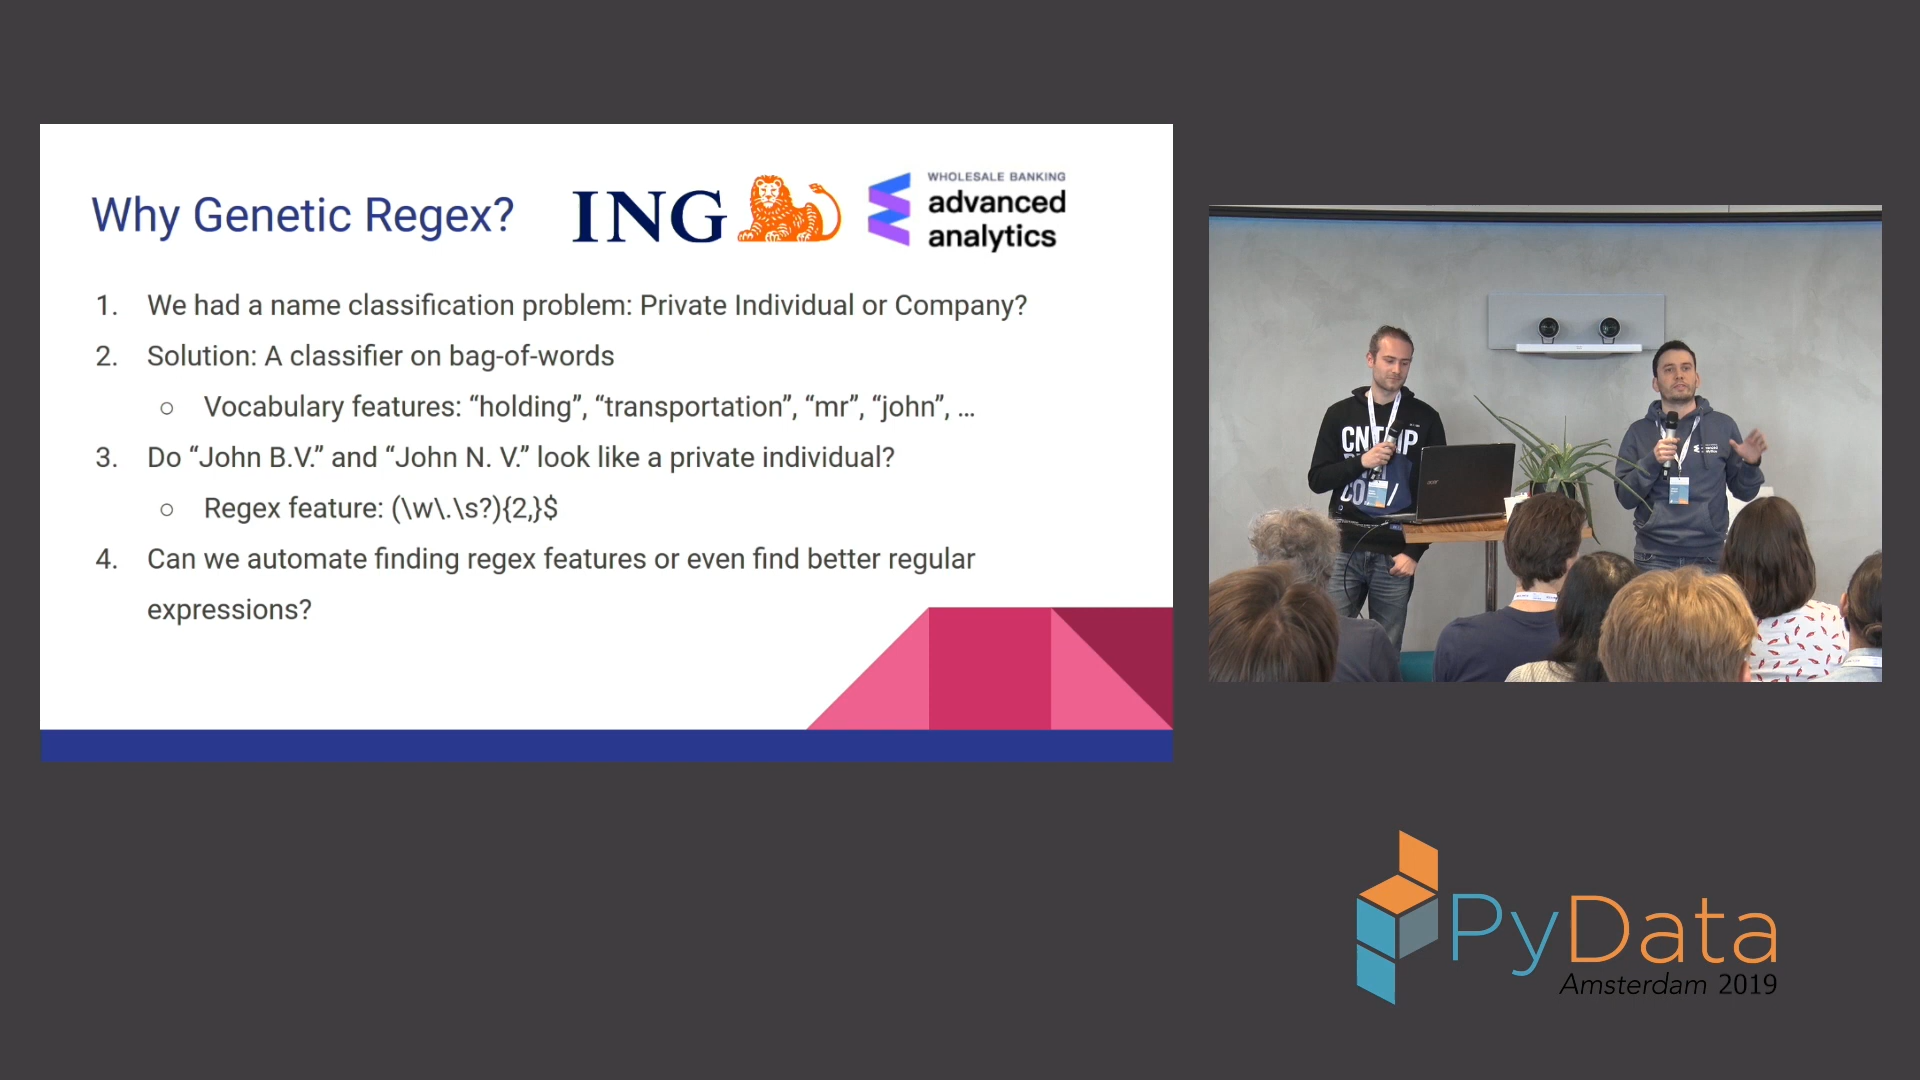 Why Genetic Regex?
ING
WHOLESALE BANKING
advanced
analytics
1. We had a name classification problem: Private Individual or Company?
2. Solution: A classifier on bag-of-words
○ Vocabulary features: “holding”, “transportation”, “mr”, “john”, ...
3. Do “John B.V.” and “John N. V.” look like a private individual?
○ Regex feature: (\w\.\s?){2,}$
4. Can we automate finding regex features or even find better regular
expressions?
acer
PyData
Amsterdam 2019